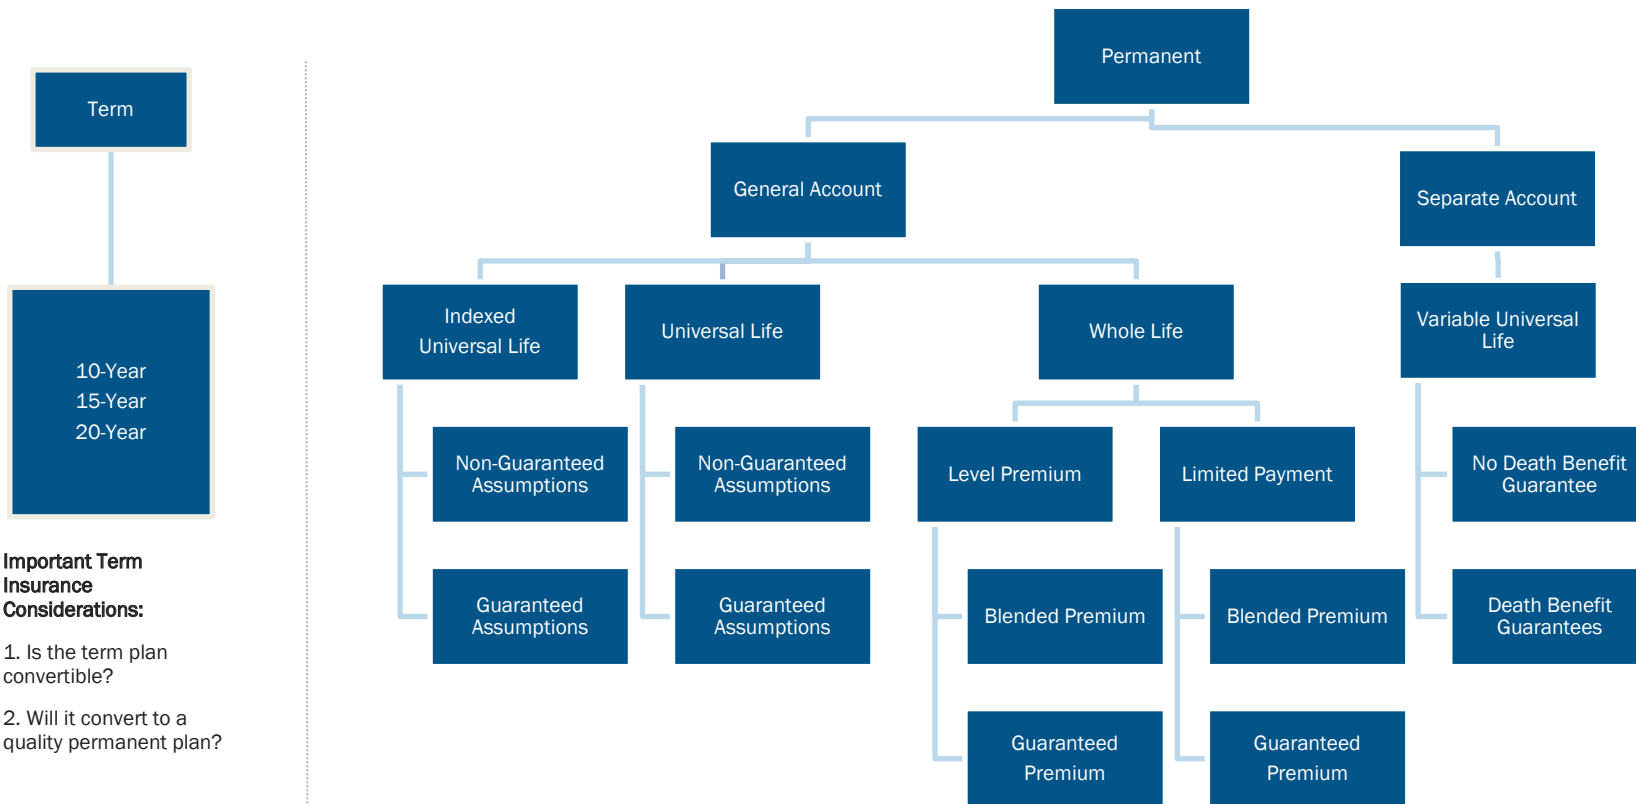 Term
10-Year
15-Year
20-Year
Important Term
Insurance
Considerations:
1. Is the term plan
convertible?
2. Will it convert to a
quality permanent plan?
Permanent
General Account
Separate Account
Indexed
Universal Life
Universal Life
Whole Life
Variable Universal
Life
Non-Guaranteed
Assumptions
Guaranteed
Assumptions
Non-Guaranteed
Assumptions
Guaranteed
Assumptions
Level Premium
Blended Premium
Guaranteed
Premium
Limited Payment
Blended Premium
Guaranteed
Premium
No Death Benefit
Guarantee
Death Benefit
Guarantees